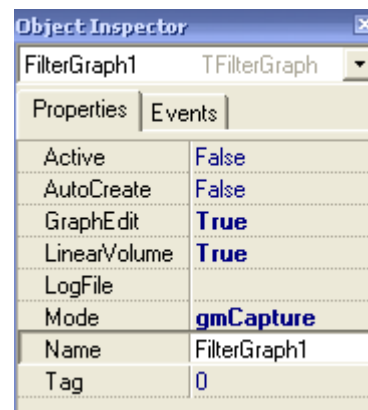 Object Inspector
FilterGraph1 TFilterGraph
Properties Events
Active False
AutoCreate False
GraphEdit True
LinearVolume True
LogFile
Mode gmCapture
Name FilterGraph1
Tag 0